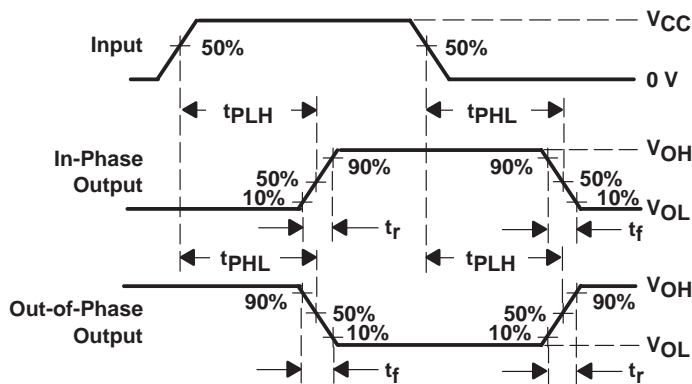 VCC
Input
50%
50%
0 V
tPLH
tPHL
In-Phase
Output
VOH
50%
10%
90%
90%
50%
10%
VOL
tr
tf
tPHL
tPLH
Out-of-Phase
Output
VOH
90%
50%
10%
50%
10%
90%
VOL
tf
tr